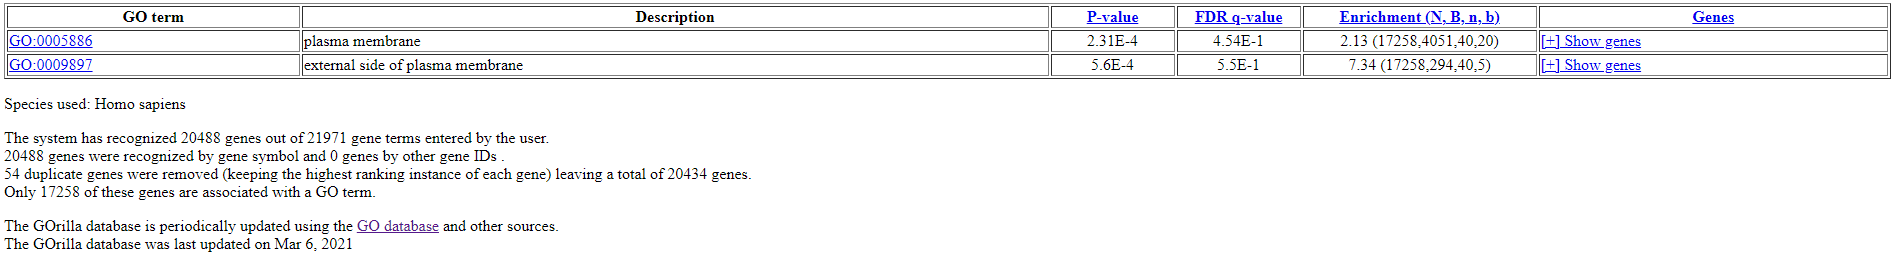 GO term Description P-value FDR q-value Enrichment (N, B, n, b) Genes
GO:0005886 plasma membrane 2.31E-4 4.54E-1 2.13 (17258,4051,40,20) [+] Show genes
GO:0009897 external side of plasma membrane 5.6E-4 5.5E-1 7.34 (17258,294,40,5) [+] Show genes
Species used: Homo sapiens
The system has recognized 20488 genes out of 21971 gene terms entered by the user.
20488 genes were recognized by gene symbol and 0 genes by other gene IDs .
54 duplicate genes were removed (keeping the highest ranking instance of each gene) leaving a total of 20434 genes.
Only 17258 of these genes are associated with a GO term.
The GOrilla database is periodically updated using the GO database and other sources.
The GOrilla database was last updated on Mar 6, 2021